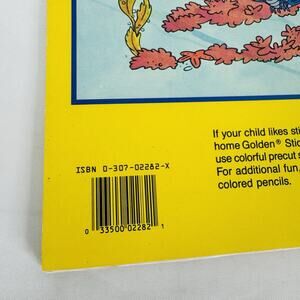 If your child likes sti
ISBN 0-307-02282-X
home Golden® Stic
use colorful precut s
For additional fun,
colored pencils.
0 33500 02282 1